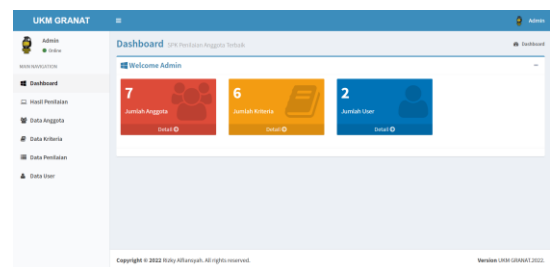 UKM GRANAT
Admin
Admin
Online
MAIN NAVIGATION
Dashboard
Hasil Penilaian
Data Anggota
Data Kriteria
Data Penilaian
Data User
Dashboard SPK Penilaian Anggota Terbaik
Dashboard
Welcome Admin
7
Jumlah Anggota
Detail
6
Jumlah Kriteria
Detail
2
Jumlah User
Detail
Copyright © 2022 Rizky Alfiansyah. All rights reserved.
Version UKM GRANAT 2022.